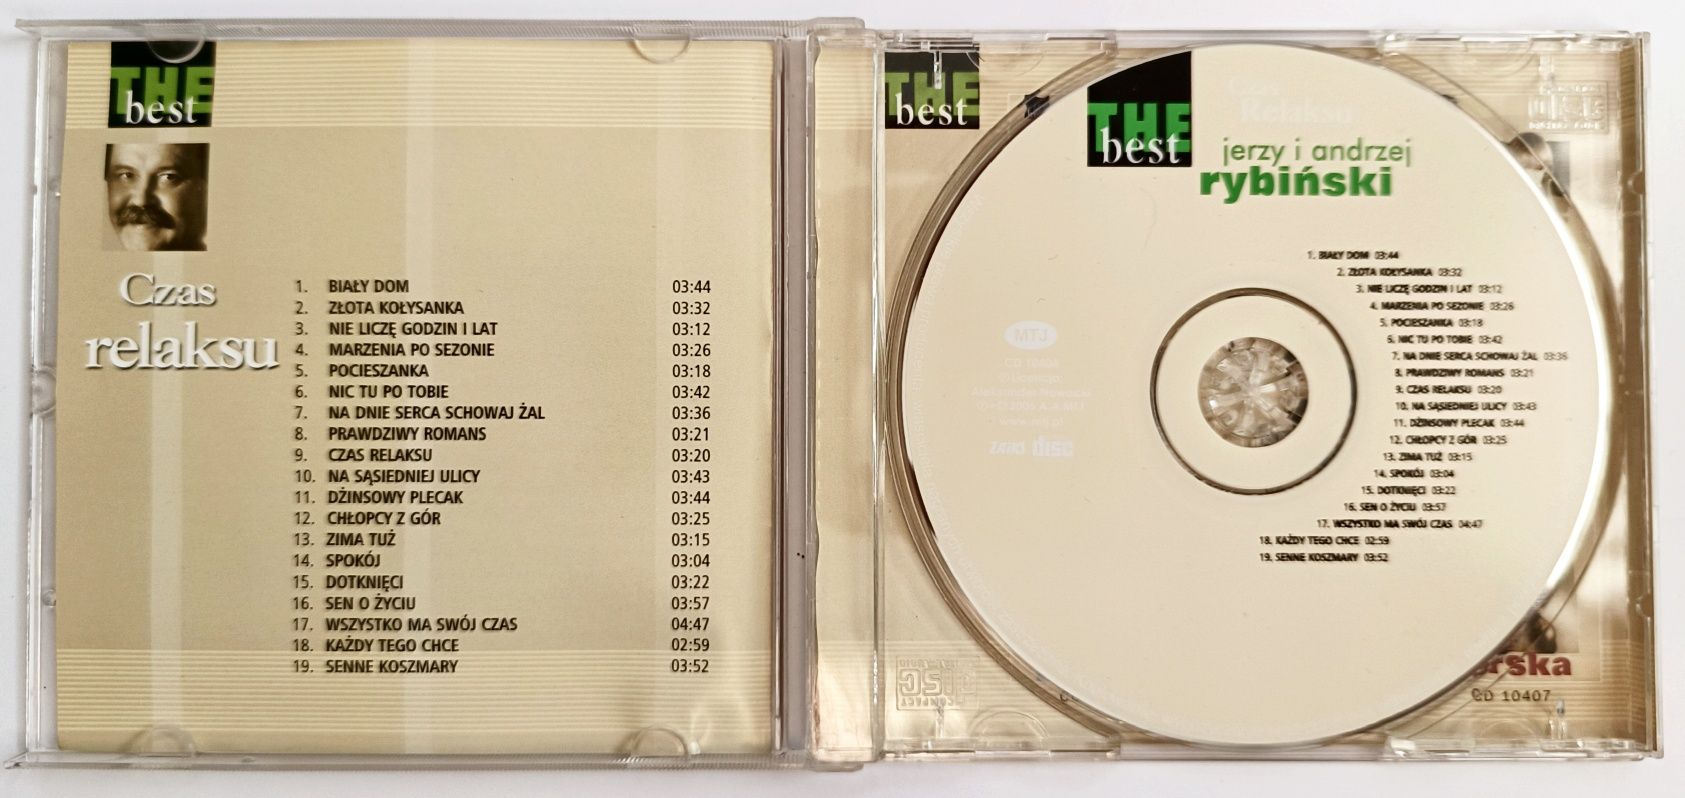 THE
best
Czas
relaksu
1. BIAŁY DOM 03:44
2. ZŁOTA KOŁYSANKA 03:32
3. NIE LICZĘ GODZIN I LAT 03:12
4. MARZENIA PO SEZONIE 03:26
5. POCIESZANKA 03:18
6. NIC TU PO TOBIE 03:42
7. NA DNIE SERCA SCHOWAJ ŻAL 03:36
8. PRAWDZIWY ROMANS 03:21
9. CZAS RELAKSU 03:20
10. NA SĄSIEDNIEJ ULICY 03:43
11. DŻINSOWY PLECAK 03:44
12. CHŁOPCY Z GÓR 03:25
13. ZIMA TUŻ 03:15
14. SPOKÓJ 03:04
15. DOTKNIĘCI 03:22
16. SEN O ŻYCIU 03:57
17. WSZYSTKO MA SWÓJ CZAS 04:47
18. KAŻDY TEGO CHCE 02:59
19. SENNE KOSZMARY 03:52
THE
best
THE
best
Czas
Relaksu
jerzy i andrzej
rybiński
1. BIAŁY DOM 03:44
2. ZŁOTA KOŁYSANKA 03:32
3. NIE LICZĘ GODZIN I LAT 03:12
4. MARZENIA PO SEZONIE 03:26
5. POCIESZANKA 03:18
6. NIC TU PO TOBIE 03:42
7. NA DNIE SERCA SCHOWAJ ŻAL 03:36
8. PRAWDZIWY ROMANS 03:21
9. CZAS RELAKSU 03:20
10. NA SĄSIEDNIEJ ULICY 03:43
11. DŻINSOWY PLECAK 03:44
12. CHŁOPCY Z GÓR 03:25
13. ZIMA TUŻ 03:15
14. SPOKÓJ 03:04
15. DOTKNIĘCI 03:22
16. SEN O ŻYCIU 03:57
17. WSZYSTKO MA SWÓJ CZAS 04:47
18. KAŻDY TEGO CHCE 02:59
19. SENNE KOSZMARY 03:52
MTJ
CD 10404
Licencja:
www.mtj.pl
ZAiKS disc
CD 10407